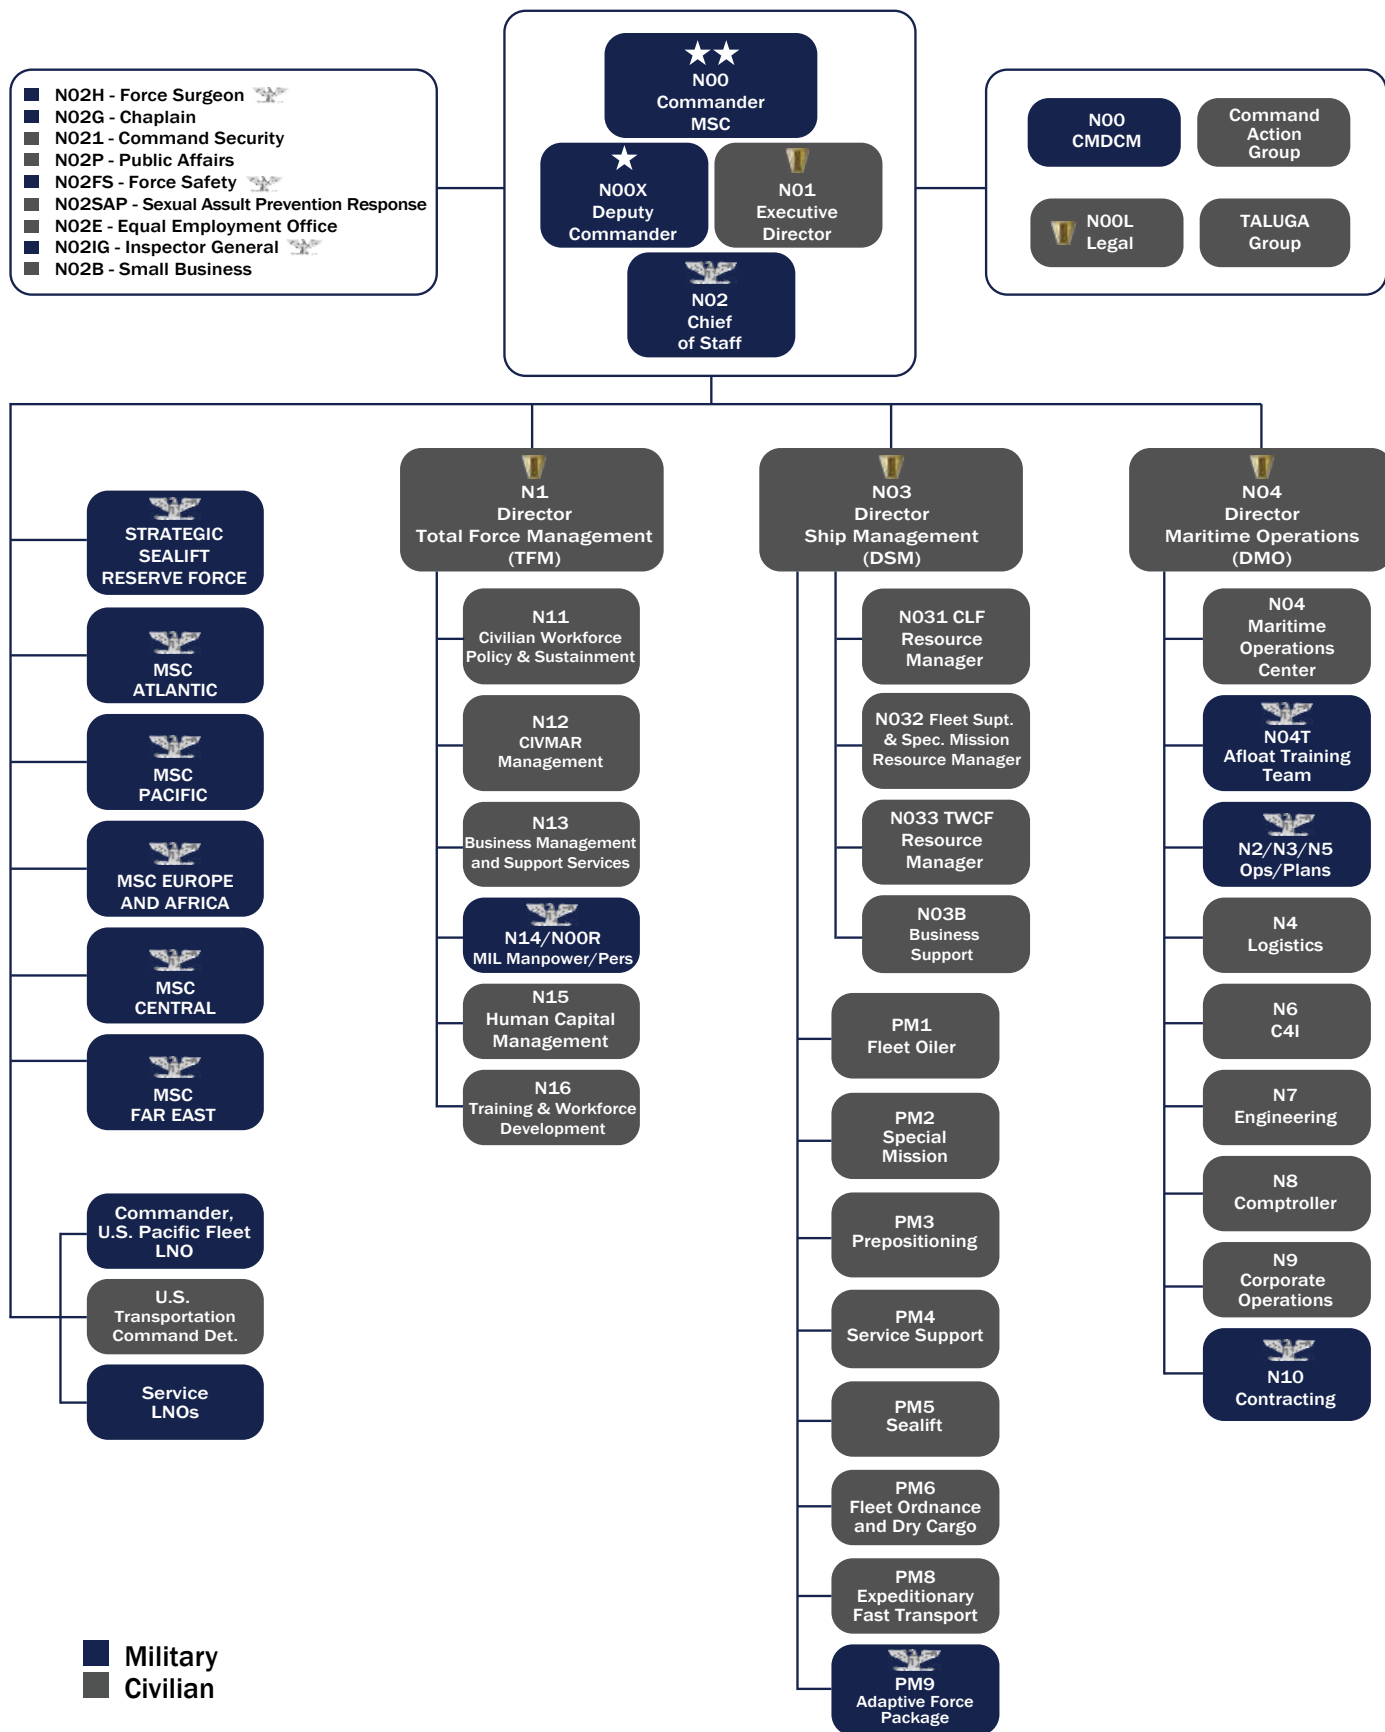 N02H - Force Surgeon
N02G - Chaplain
N021 - Command Security
N02P - Public Affairs
N02FS - Force Safety
N02SAP - Sexual Assult Prevention Response
N02E - Equal Employment Office
N02IG - Inspector General
N02B - Small Business
N00
Commander
MSC
N00X
Deputy
Commander
N01
Executive
Director
N02
Chief
of Staff
N00
CMDCM
Command
Action
Group
N00L
Legal
TALUGA
Group
STRATEGIC
SEALIFT
RESERVE FORCE
MSC
ATLANTIC
MSC
PACIFIC
MSC EUROPE
AND AFRICA
MSC
CENTRAL
MSC
FAR EAST
Commander,
U.S. Pacific Fleet
LNO
U.S.
Transportation
Command Det.
Service
LNOs
N1
Director
Total Force Management
(TFM)
N11
Civilian Workforce
Policy & Sustainment
N12
CIVMAR
Management
N13
Business Management
and Support Services
N14/N00R
MIL Manpower/Pers
N15
Human Capital
Management
N16
Training & Workforce
Development
N03
Director
Ship Management
(DSM)
N031 CLF
Resource
Manager
N032 Fleet Supt.
& Spec. Mission
Resource Manager
N033 TWCF
Resource
Manager
N03B
Business
Support
PM1
Fleet Oiler
PM2
Special
Mission
PM3
Prepositioning
PM4
Service Support
PM5
Sealift
PM6
Fleet Ordnance
and Dry Cargo
PM8
Expeditionary
Fast Transport
PM9
Adaptive Force
Package
N04
Director
Maritime Operations
(DMO)
N04
Maritime
Operations
Center
N04T
Afloat Training
Team
N2/N3/N5
Ops/Plans
N4
Logistics
N6
C4I
N7
Engineering
N8
Comptroller
N9
Corporate
Operations
N10
Contracting
Military
Civilian